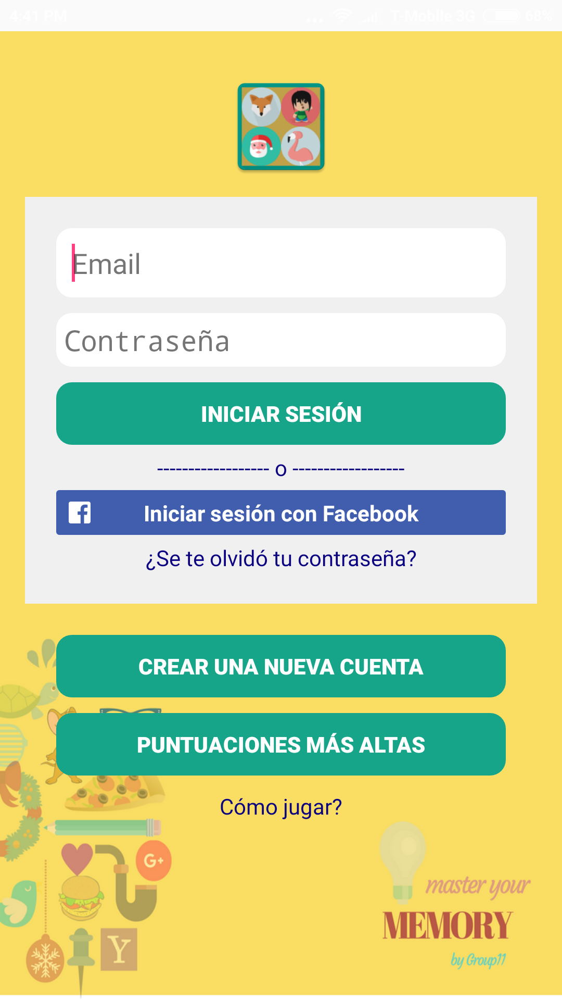 4:41 PM
... T-Mobile 3G 68%
Email
Contraseña
INICIAR SESIÓN
------------------ o ------------------
Iniciar sesión con Facebook
¿Se te olvidó tu contraseña?
CREAR UNA NUEVA CUENTA
PUNTUACIONES MÁS ALTAS
Cómo jugar?
G+
master your
MEMORY
Y
by Group11